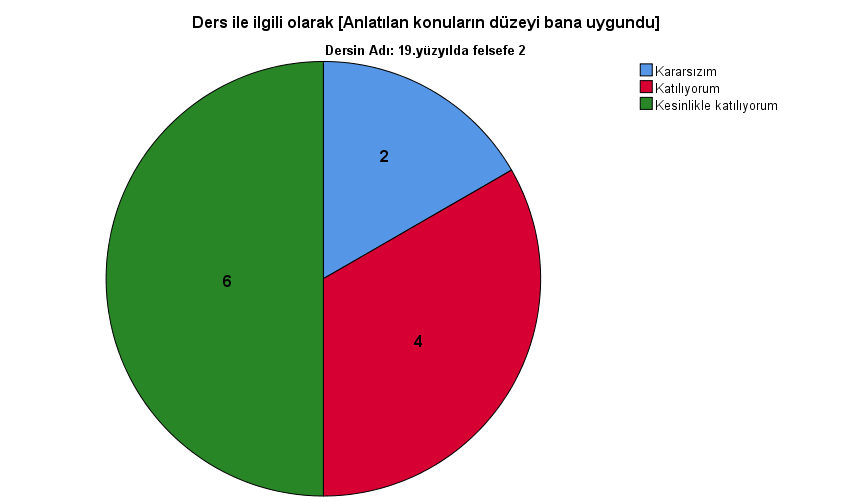 Ders ile ilgili olarak [Anlatılan konuların düzeyi bana uygundu]
Dersin Adı: 19.yüzyılda felsefe 2
Kararsızım
Katılıyorum
Kesinlikle katılıyorum
2
6
4